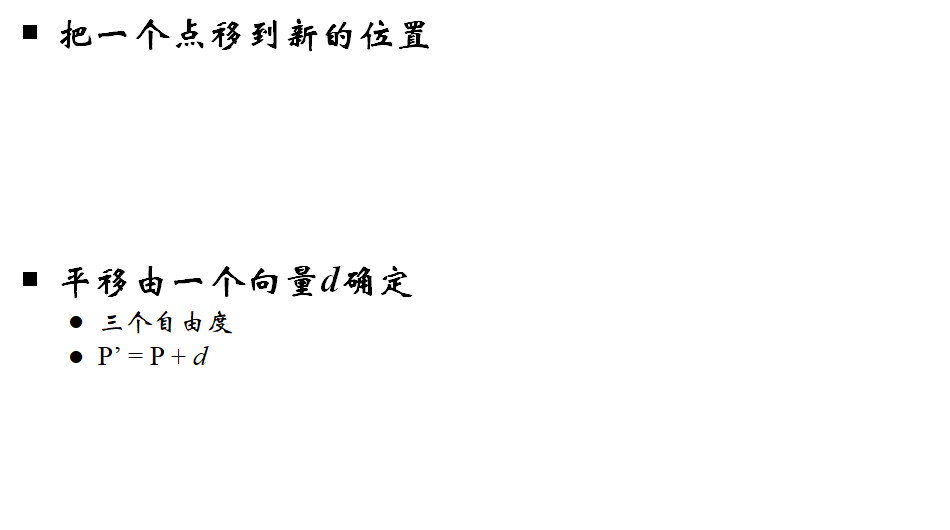 ■ 把一个点移到新的位置
■ 平移由一个向量d确定
● 三个自由度
● P’ = P + d